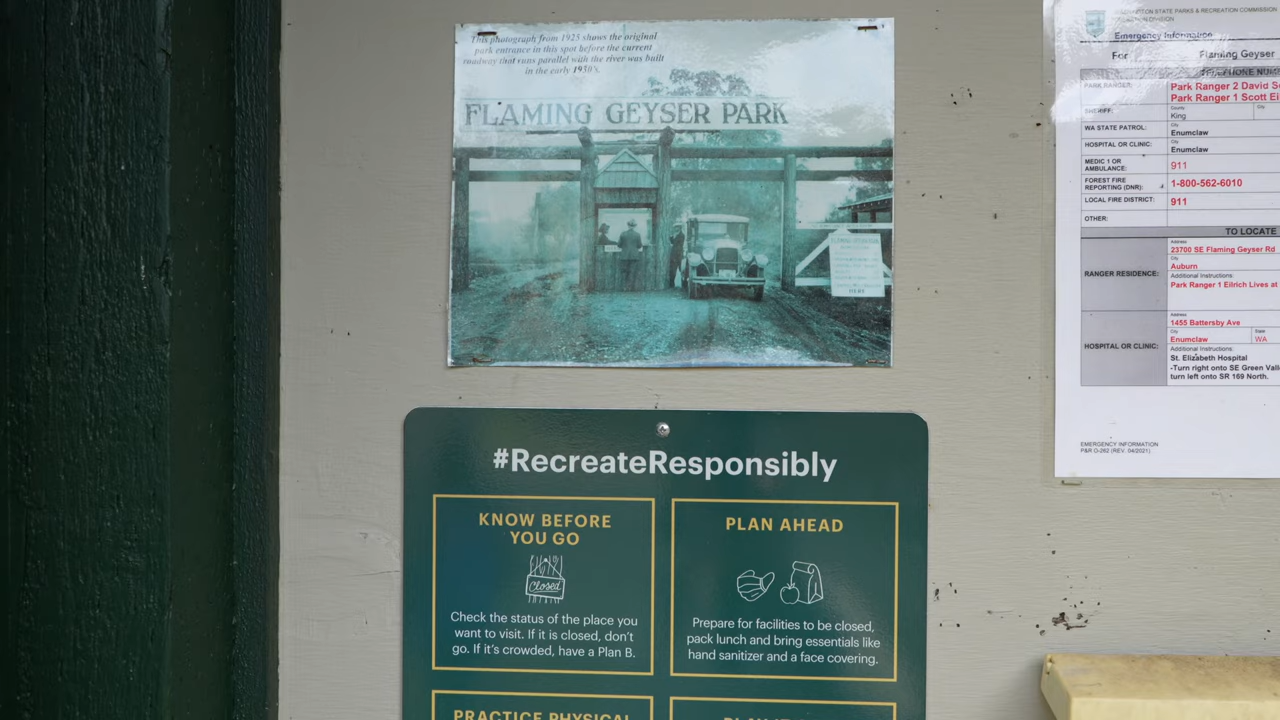 This photograph from 1925 shows the original
park entrance in this spot before the current
roadway that runs parallel with the river was built
in the early 1950's.
FLAMING GEYSER PARK
HERE
#RecreateResponsibly
KNOW BEFORE
YOU GO
Closed
Check the status of the place you
want to visit. If it is closed, don't
go. If it's crowded, have a Plan B.
PLAN AHEAD
Prepare for facilities to be closed,
pack lunch and bring essentials like
hand sanitizer and a face covering.
PRACTICE PHYSICAL
STATE PARKS & RECREATION COMMISSION
Emergency Information
For Flaming Geyser
TELEPHONE
PARK RANGER: Park Ranger 2 David
Park Ranger 1 Scott
SHERIFF: County City
King
WA STATE PATROL: City
Enumclaw
HOSPITAL OR CLINIC: City
Enumclaw
MEDIC 1 OR
AMBULANCE: 911
FOREST FIRE
REPORTING (DNR): 1-800-562-6010
LOCAL FIRE DISTRICT: 911
OTHER:
TO LOCATE
RANGER RESIDENCE: Address
23700 SE Flaming Geyser Rd
City
Auburn
Additional Instructions:
Park Ranger 1 Eilrich Lives at
HOSPITAL OR CLINIC: Address
1455 Battersby Ave
City State
Enumclaw WA
Additional Instructions:
St. Elizabeth Hospital
-Turn right onto SE Green
turn left onto SR 169 North.
EMERGENCY INFORMATION
P&R O-262 (REV. 04/2021)